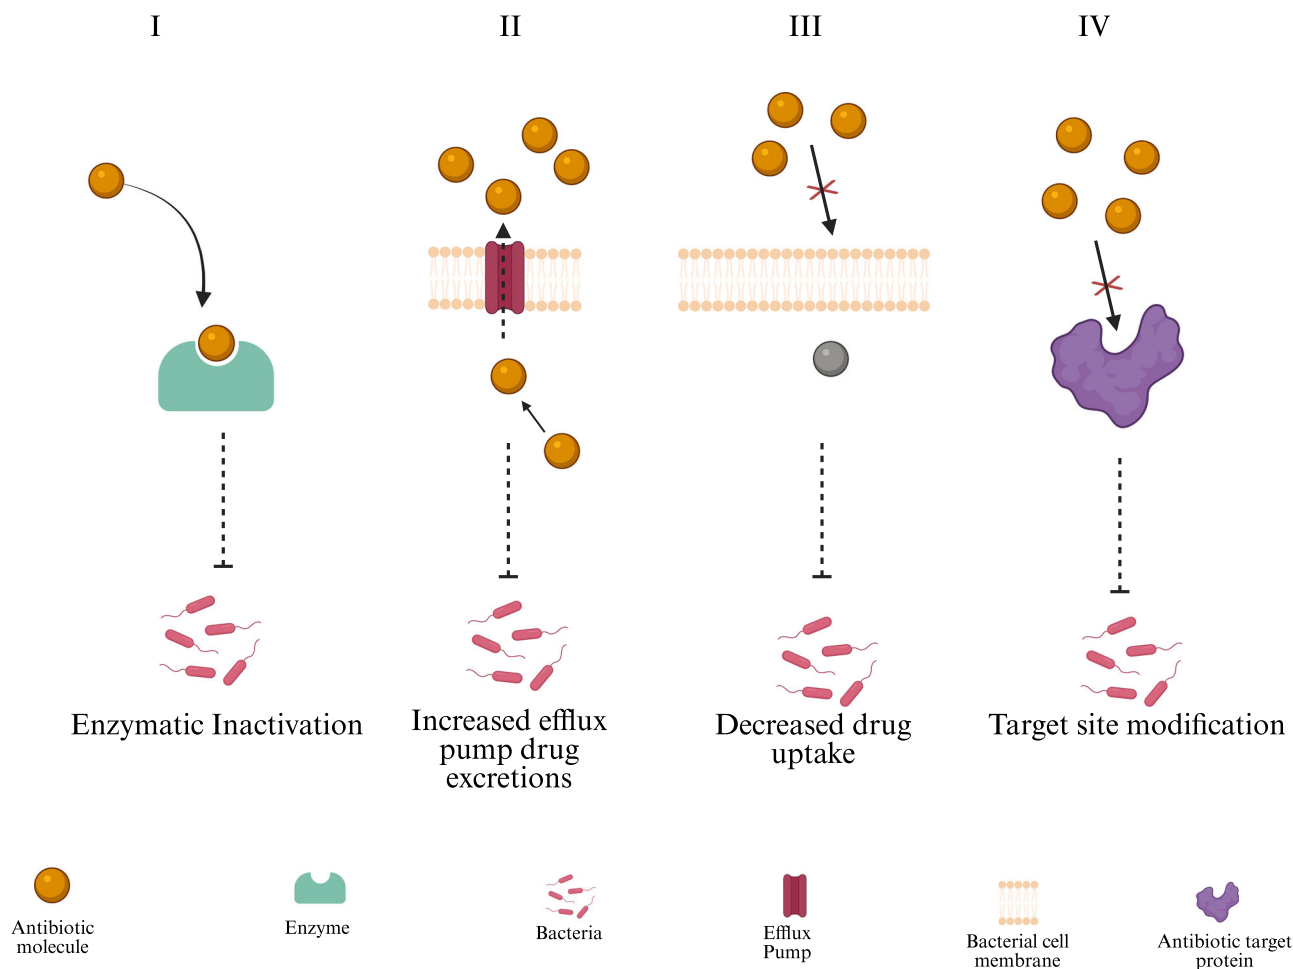 I
II
III
IV
Enzymatic Inactivation
Increased efflux
pump drug
excretions
Decreased drug
uptake
Target site modification
Antibiotic
molecule
Enzyme
Bacteria
Efflux
Pump
Bacterial cell
membrane
Antibiotic target
protein